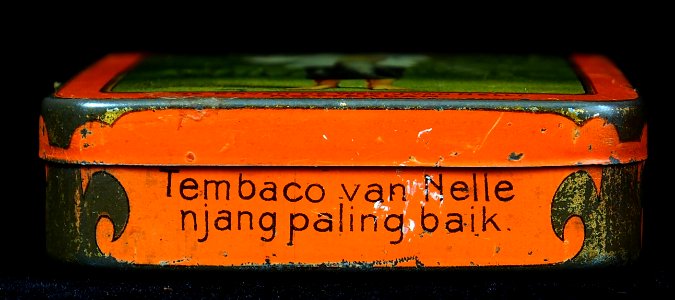 Tembaco van Nelle
njang paling baik.